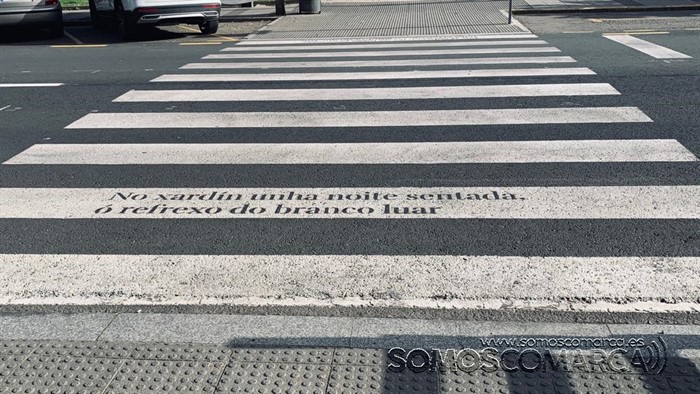 No xardín unha noite sentada,
ó refrexo do branco luar
www.somoscomarca.es
SOMOSCOMARCA